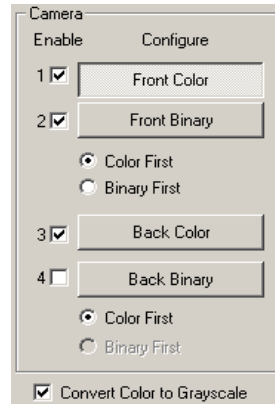 Camera
Enable Configure
1 Front Color
2 Front Binary
Color First
Binary First
3 Back Color
4 Back Binary
Color First
Binary First
Convert Color to Grayscale